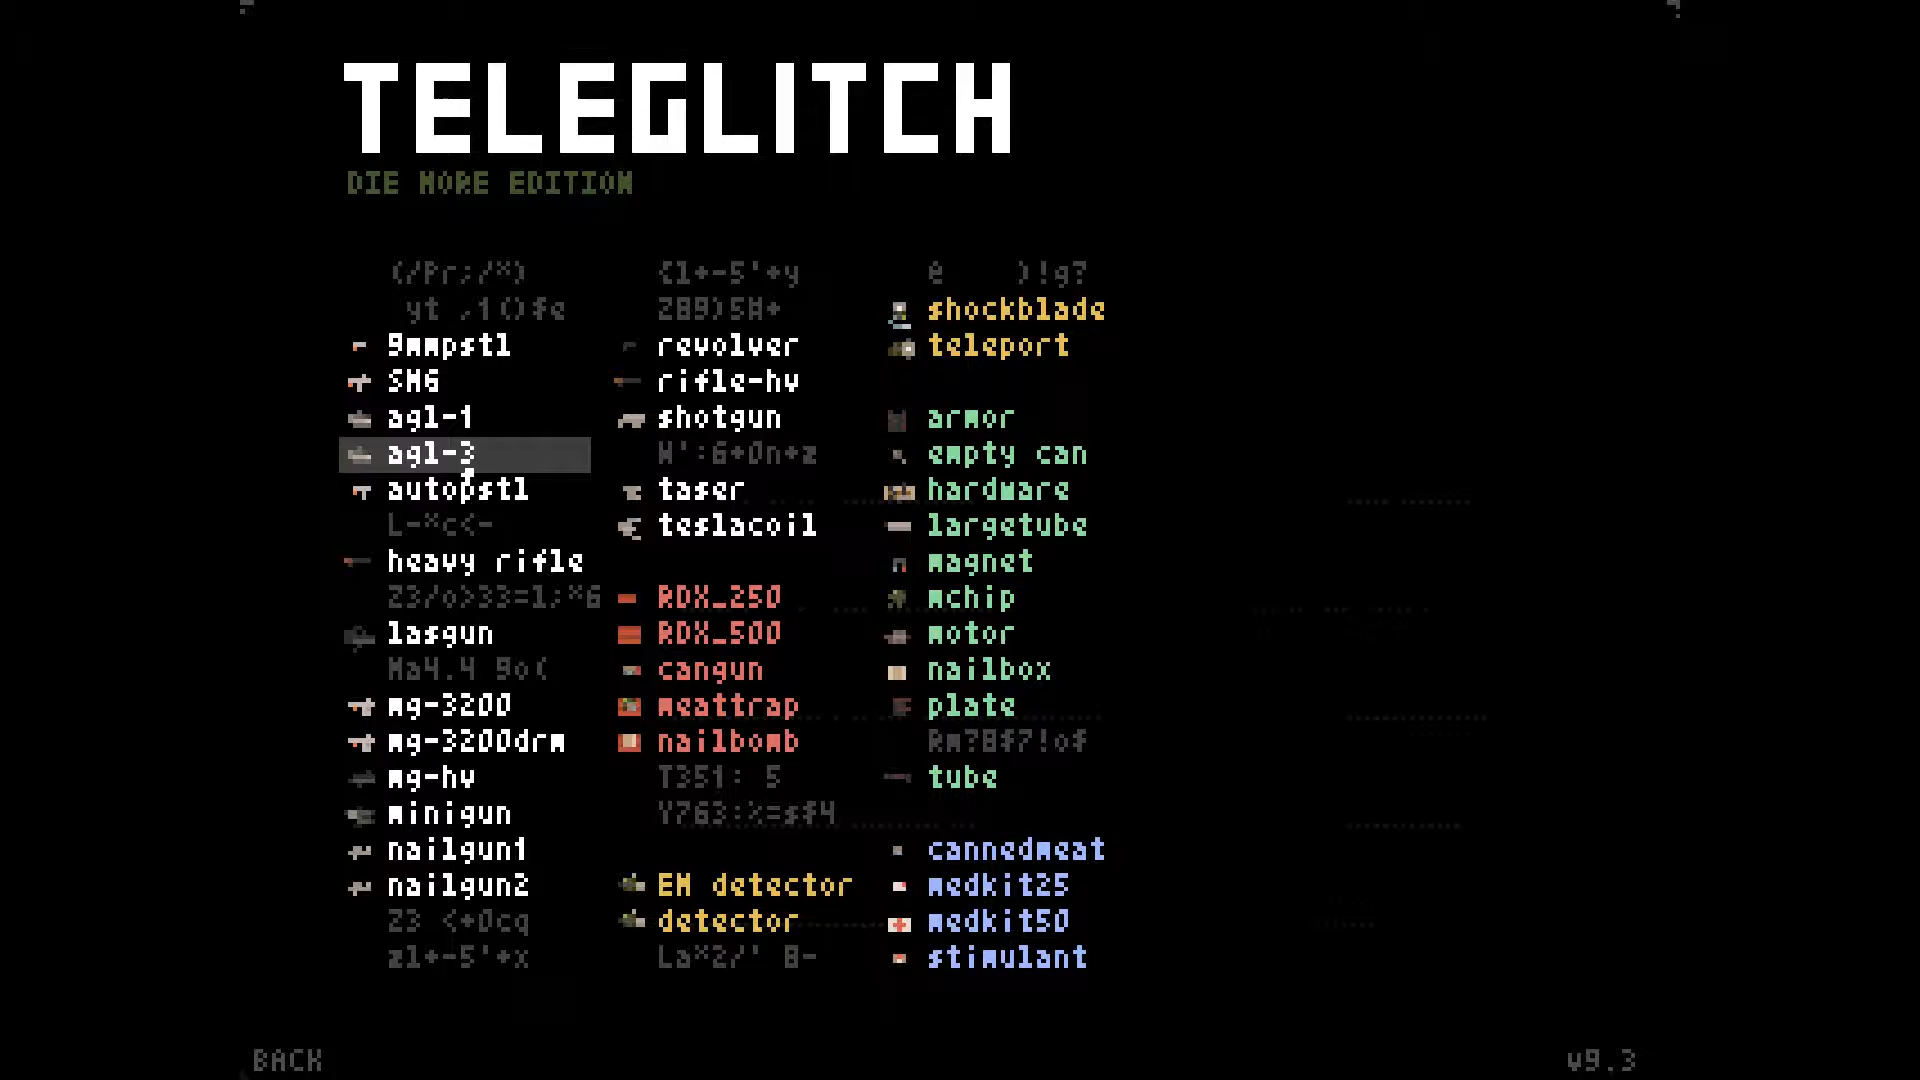 TELEGLITCH
DIE MORE EDITION
shockblade
9mmpstl revolver teleport
SMG rifle-hv
agl-1 shotgun armor
agl-3 empty can
autopstl taser hardware
teslacoil largetube
heavy rifle magnet
RDX_250 mchip
lasgun RDX_500 motor
cangun nailbox
mg-3200 meattrap plate
mg-3200drm nailbomb
mg-hv tube
minigun
nailgun1 cannedmeat
nailgun2 EM detector medkit25
detector medkit50
stimulant
BACK v9.3